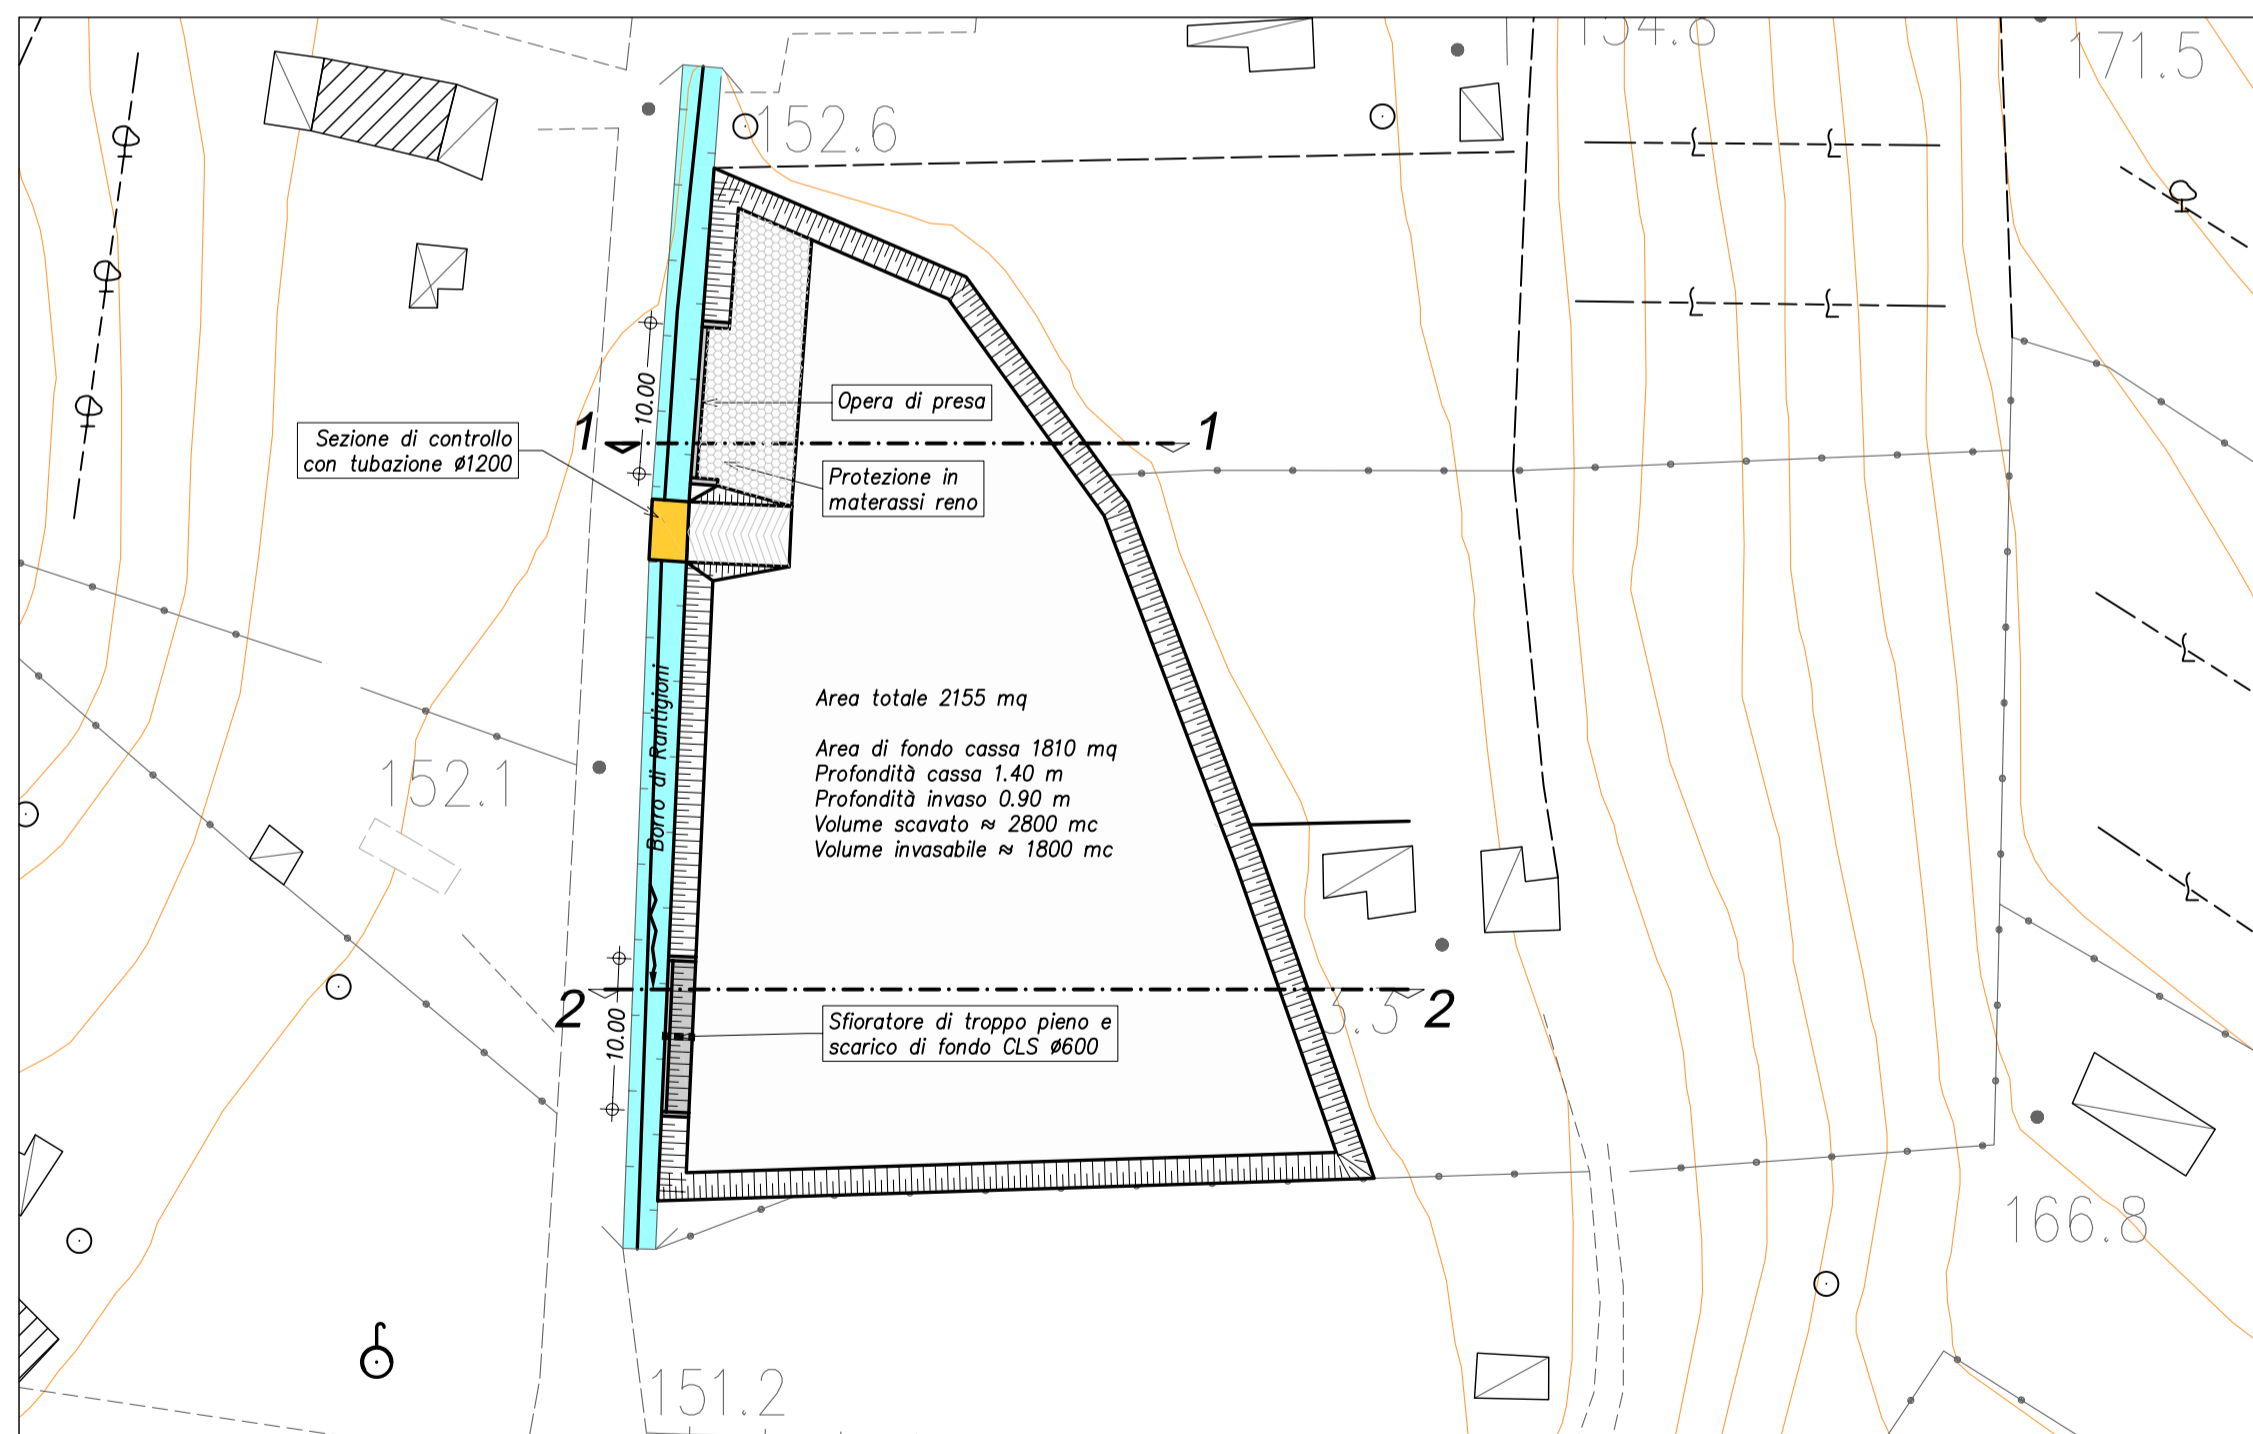 154.8
171.5
152.6
10.00
Opera di presa
1
1
Sezione di controllo
con tubazione ø1200
Protezione in
materassi reno
Borro di Rantigioni
Area totale 2155 mq
Area di fondo cassa 1810 mq
Profondità cassa 1.40 m
Profondità invaso 0.90 m
Volume scavato ≈ 2800 mc
Volume invasabile ≈ 1800 mc
152.1
2
2
10.00
Sfioratore di troppo pieno e
scarico di fondo CLS ø600
166.8
151.2